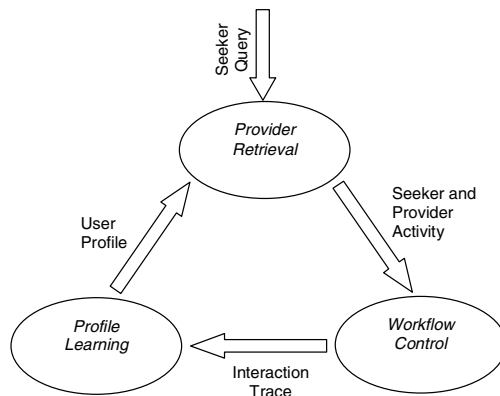 Seeker
Query
Provider
Retrieval
User
Profile
Seeker and
Provider
Activity
Profile
Learning
Workflow
Control
Interaction
Trace